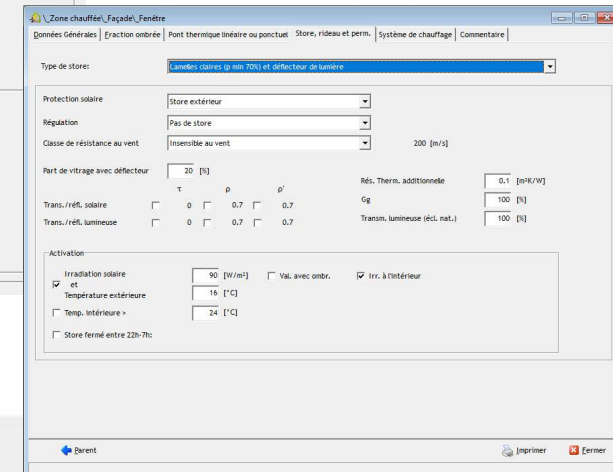 \_Zone chauffée\_Façade\_Fenêtre
Données Générales | Fraction ombrée | Pont thermique linéaire ou ponctuel | Store, rideau et perm. | Système de chauffage | Commentaire
Type de store: Lamelles claires (p min 70%) et déflecteur de lumière
Protection solaire Store extérieur
Régulation Pas de store
Classe de résistance au vent Insensible au vent 200 [m/s]
Part de vitrage avec déflecteur 20 [%]
Rés. Therm. additionnelle 0.1 [m²K/W]
τ ρ ρ'
Trans./réfl. solaire 0 0.7 0.7
Gg 100 [%]
Trans./réfl. lumineuse 0 0.7 0.7
Transm. lumineuse (écl. nat.) 100 [%]
Activation
Irradiation solaire 90 [W/m²] Val. avec ombr. Irr. à l'intérieur
et
Température extérieure 16 [°C]
Temp. intérieure > 24 [°C]
Store fermé entre 22h-7h:
Parent Imprimer Fermer